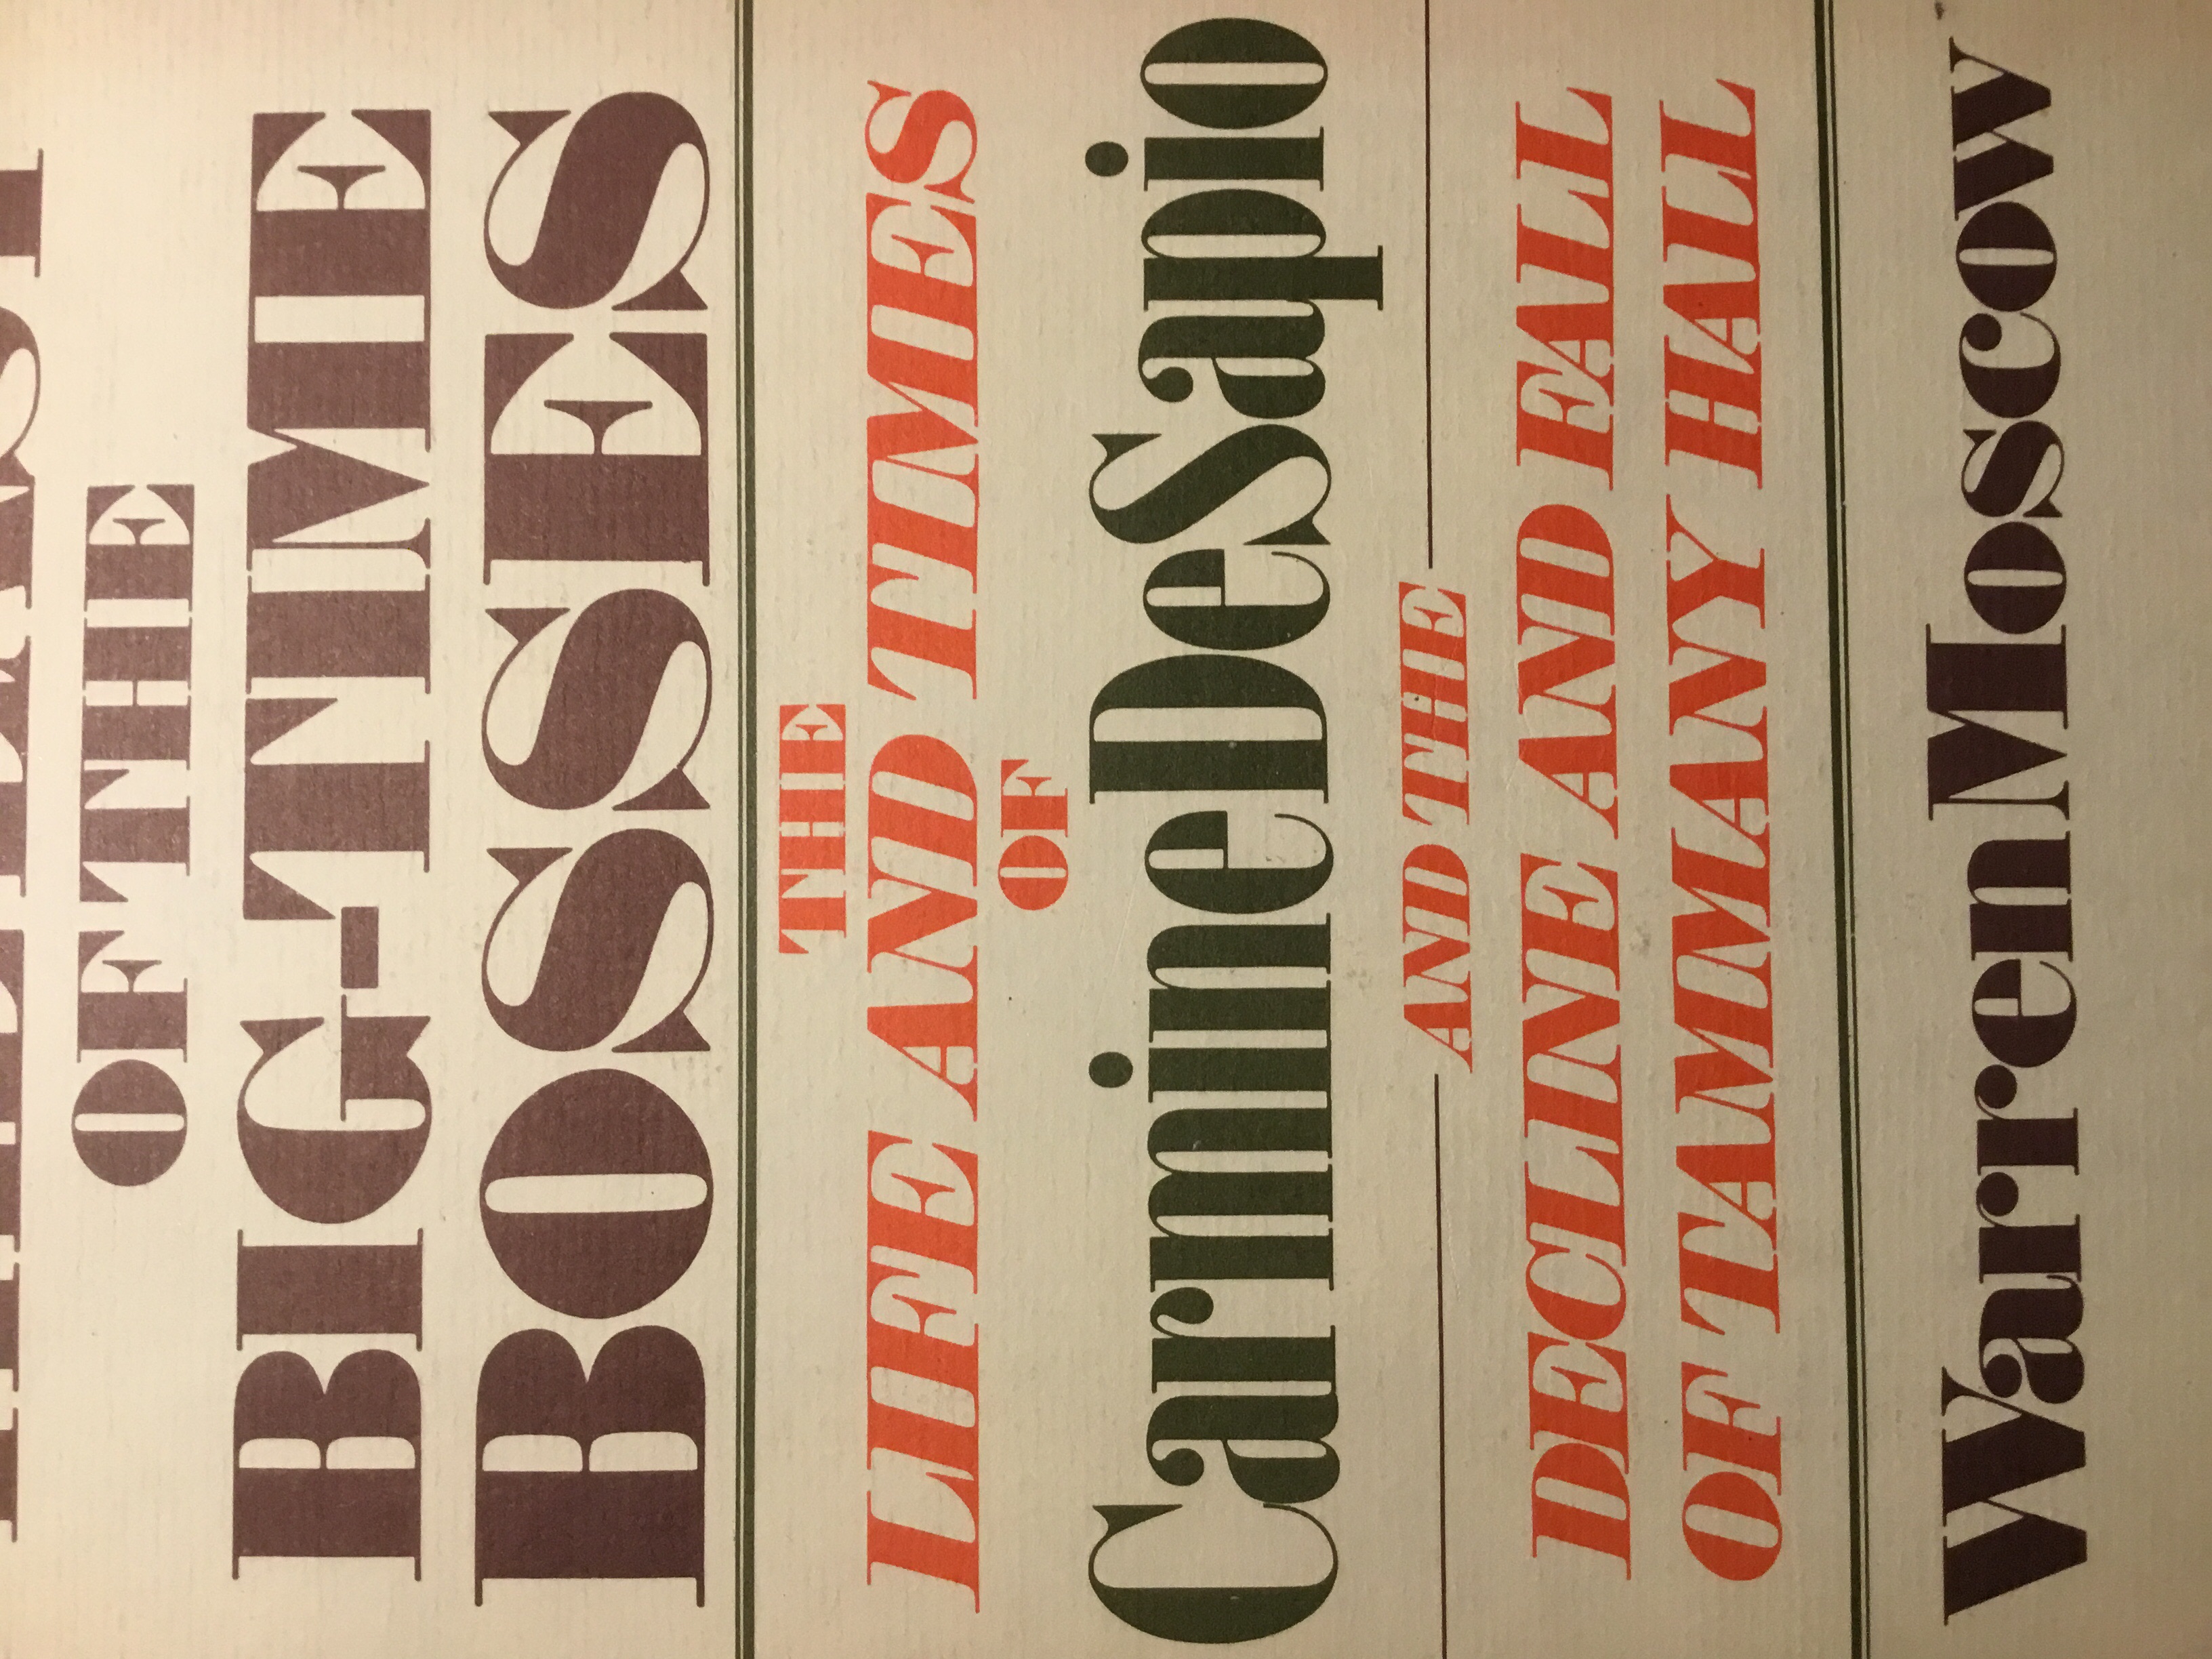 OF THE
BIG-TIME
BOSSES
THE
LIFE AND TIMES
OF
Carmine DeSapio
AND THE
DECLINE AND FALL
OF TAMMANY HALL
Warren Moscow